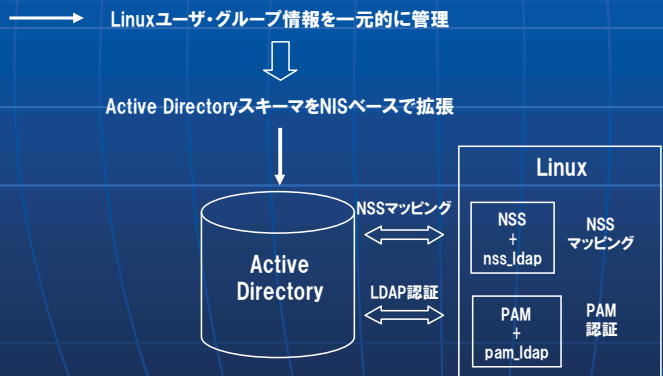 Linuxユーザ・グループ情報を一元的に管理
Active DirectoryスキーマをNISベースで拡張
Linux
NSSマッピング
NSS
+
nss_ldap
NSS
マッピング
Active
Directory
LDAP認証
PAM
+
pam_ldap
PAM
認証